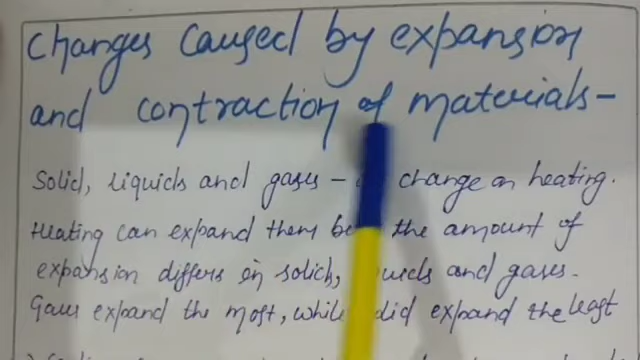 Changes Caused by expansion
and contraction of materials-
Solid, liquids and gases - change on heating.
Heating can expand them but the amount of
expansion differs in solids, and gases.
Gases expand the most, while expand the least